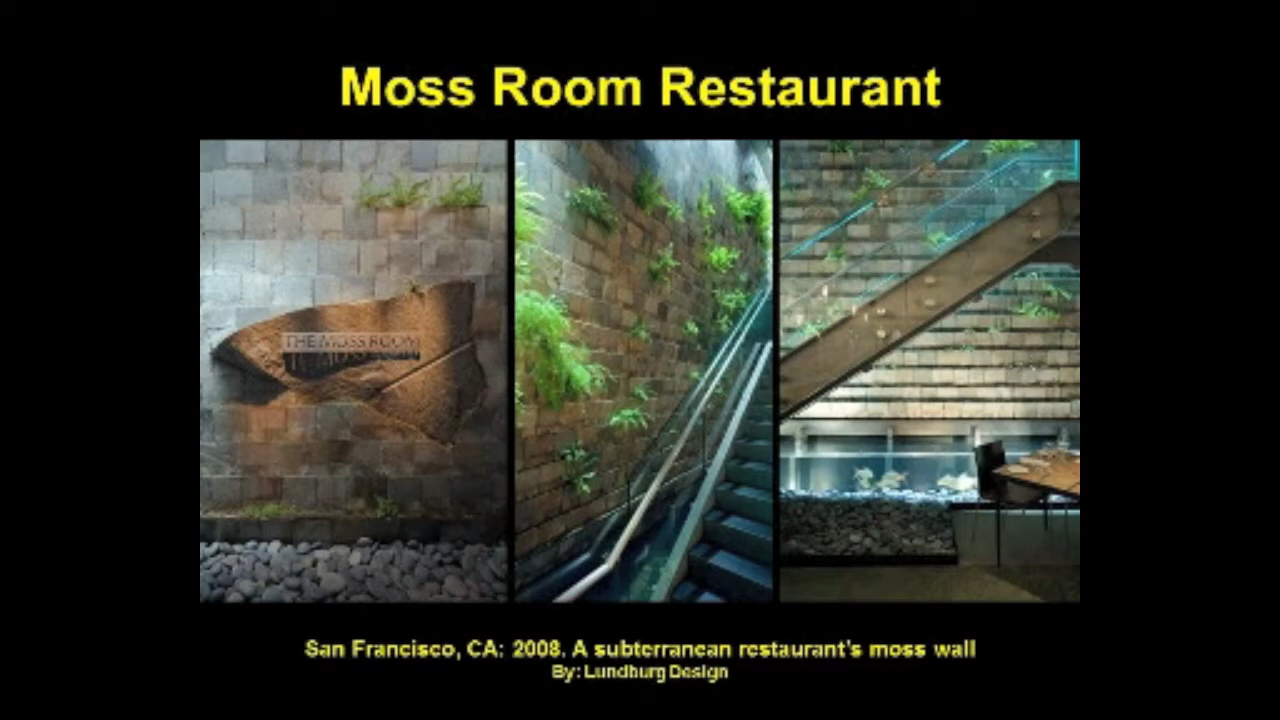 Moss Room Restaurant
THE MOSS ROOM
San Francisco, CA: 2008. A subterranean restaurant's moss wall
By: Lundburg Design